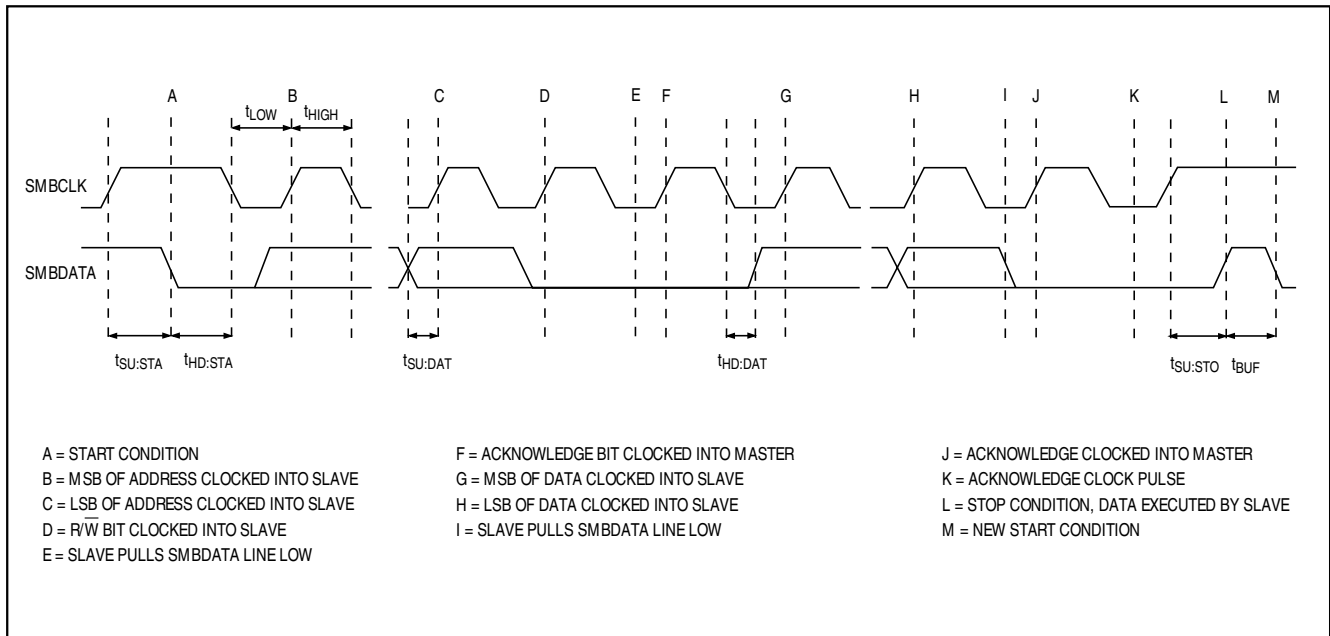 A B C D E F G H I J K L M
tLOW tHIGH
SMBCLK
SMBDATA
tSU:STA tHD:STA tSU:DAT tHD:DAT tSU:STO tBUF
A = START CONDITION
B = MSB OF ADDRESS CLOCKED INTO SLAVE
C = LSB OF ADDRESS CLOCKED INTO SLAVE
D = R/W̅ BIT CLOCKED INTO SLAVE
E = SLAVE PULLS SMBDATA LINE LOW
F = ACKNOWLEDGE BIT CLOCKED INTO MASTER
G = MSB OF DATA CLOCKED INTO SLAVE
H = LSB OF DATA CLOCKED INTO SLAVE
I = SLAVE PULLS SMBDATA LINE LOW
J = ACKNOWLEDGE CLOCKED INTO MASTER
K = ACKNOWLEDGE CLOCK PULSE
L = STOP CONDITION, DATA EXECUTED BY SLAVE
M = NEW START CONDITION